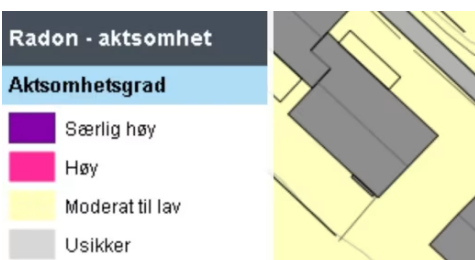 Radon - aktsomhet
Aktsomhetsgrad
Særlig høy
Høy
Moderat til lav
Usikker